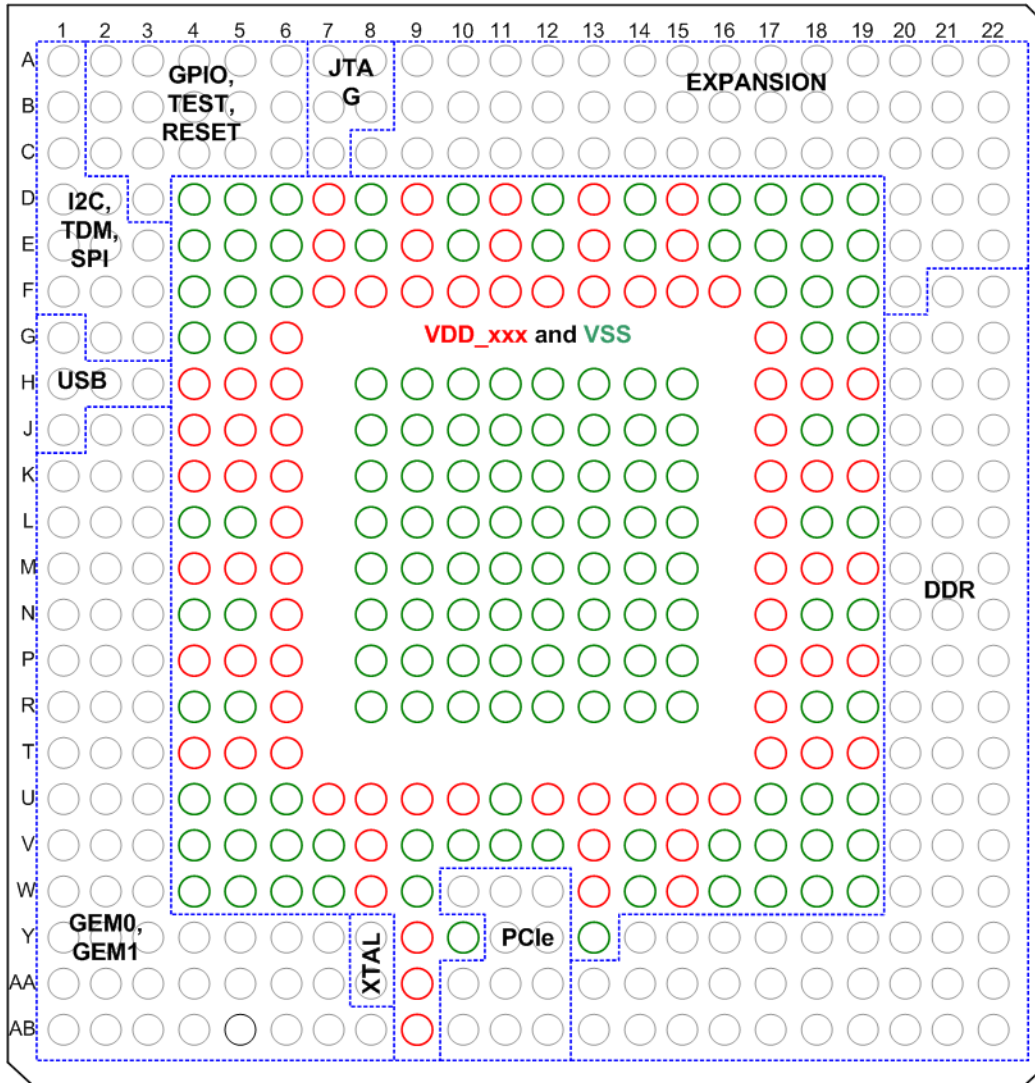 1 2 3 4 5 6 7 8 9 10 11 12 13 14 15 16 17 18 19 20 21 22
A
B
C
D
E
F
G
H
J
K
L
M
N
P
R
T
U
V
W
Y
AA
AB
GPIO,
TEST,
RESET
JTA
G
EXPANSION
I2C,
TDM,
SPI
VDD_xxx and VSS
USB
DDR
GEM0,
GEM1
XTAL
PCIe